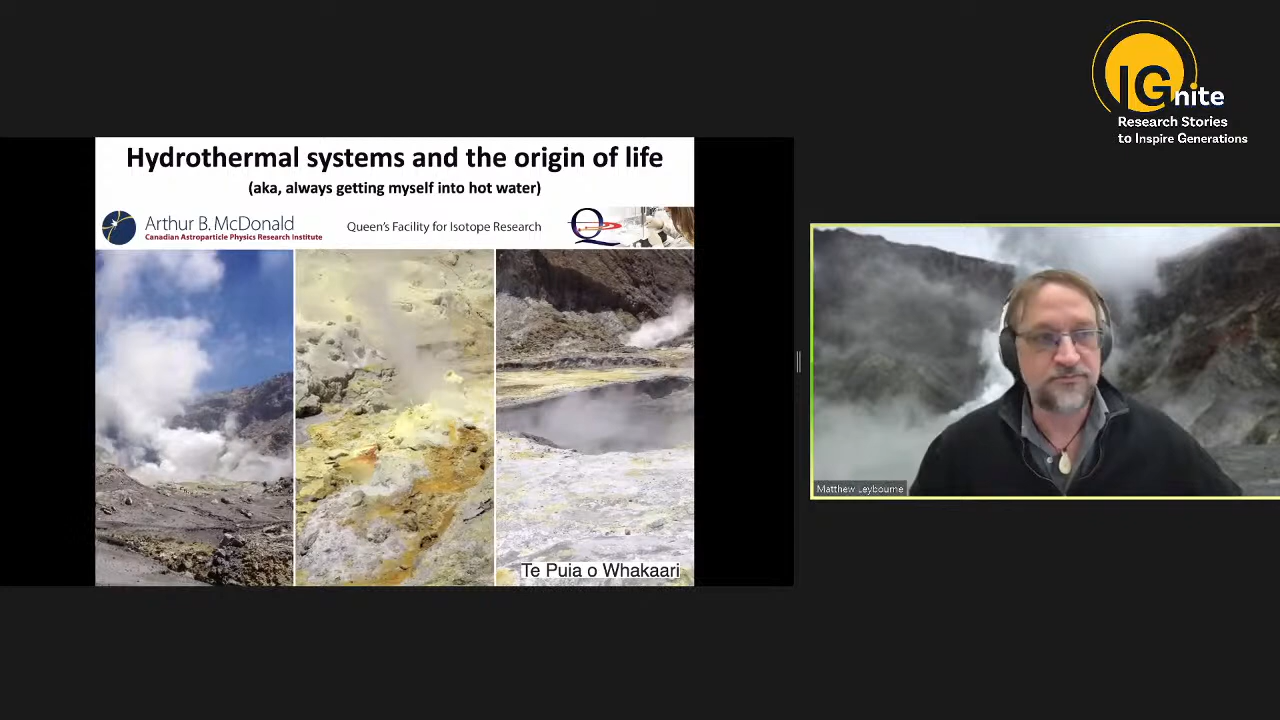 IGnite
Research Stories
to Inspire Generations
Hydrothermal systems and the origin of life
(aka, always getting myself into hot water)
Arthur B. McDonald
Canadian Astroparticle Physics Research Institute
Queen's Facility for Isotope Research
Q
Te Puia o Whakaari
Matthew Leybourne